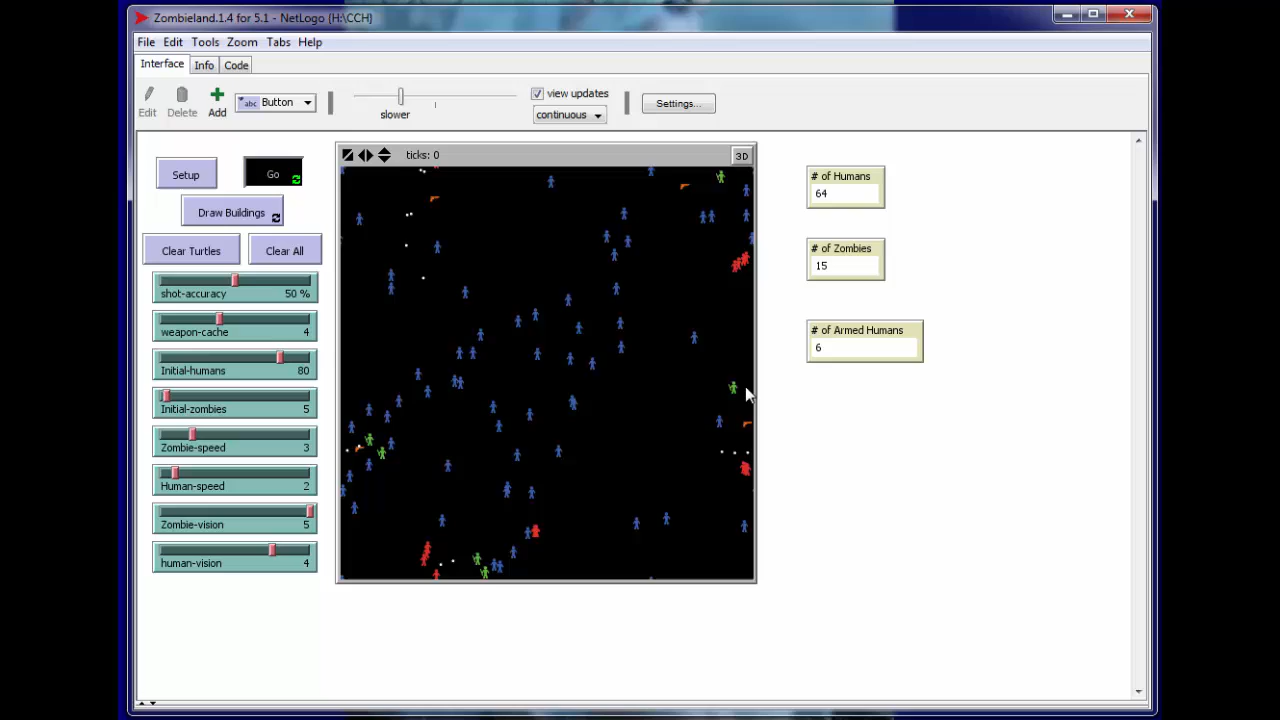 Zombieland.1.4 for 5.1 - NetLogo {H:\CCH}
File Edit Tools Zoom Tabs Help
Interface Info Code
Edit Delete Add abc Button slower view updates continuous Settings...
ticks: 0 3D
Setup Go
Draw Buildings
Clear Turtles Clear All
shot-accuracy 50 %
weapon-cache 4
Initial-humans 80
Initial-zombies 5
Zombie-speed 3
Human-speed 2
Zombie-vision 5
human-vision 4
# of Humans
64
# of Zombies
15
# of Armed Humans
6